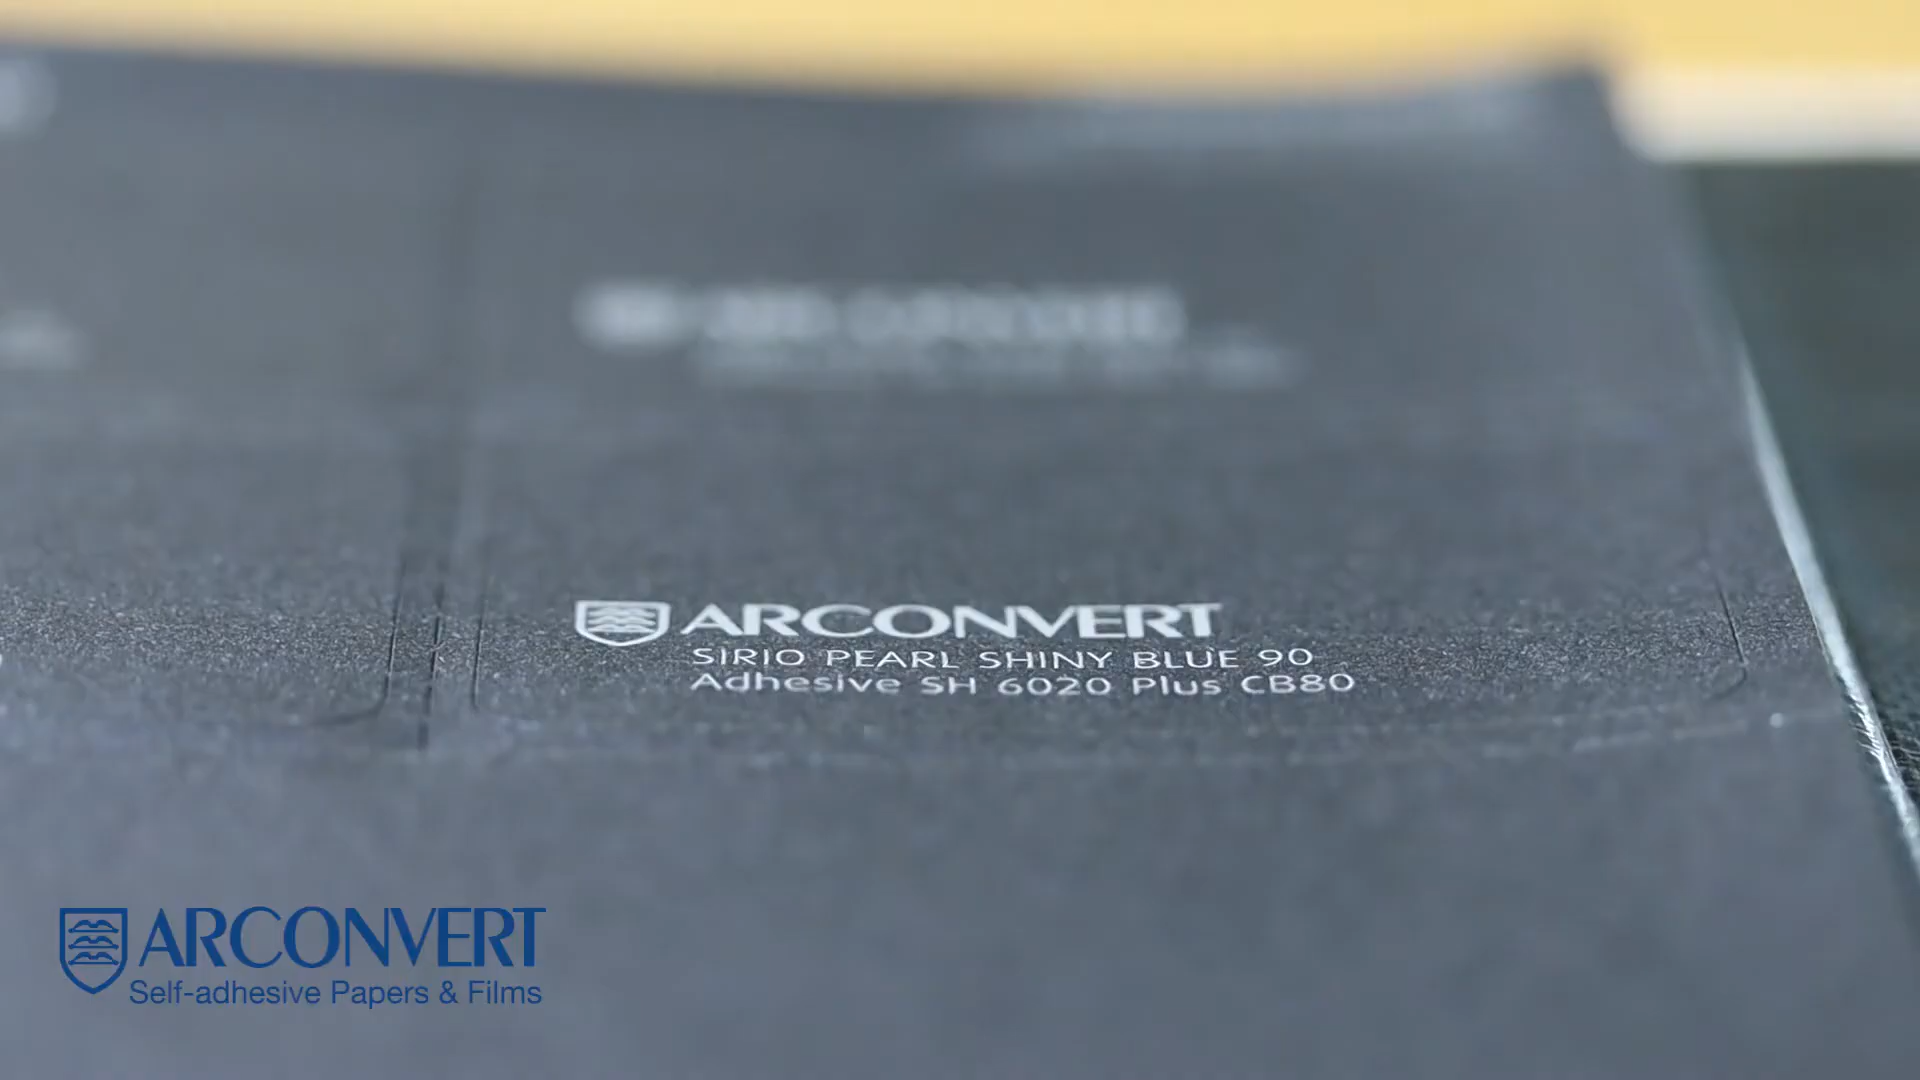 ARCONVERT
SIRIO PEARL SHINY BLUE 90
Adhesive SH 6020 Plus CB80
ARCONVERT
Self-adhesive Papers & Films